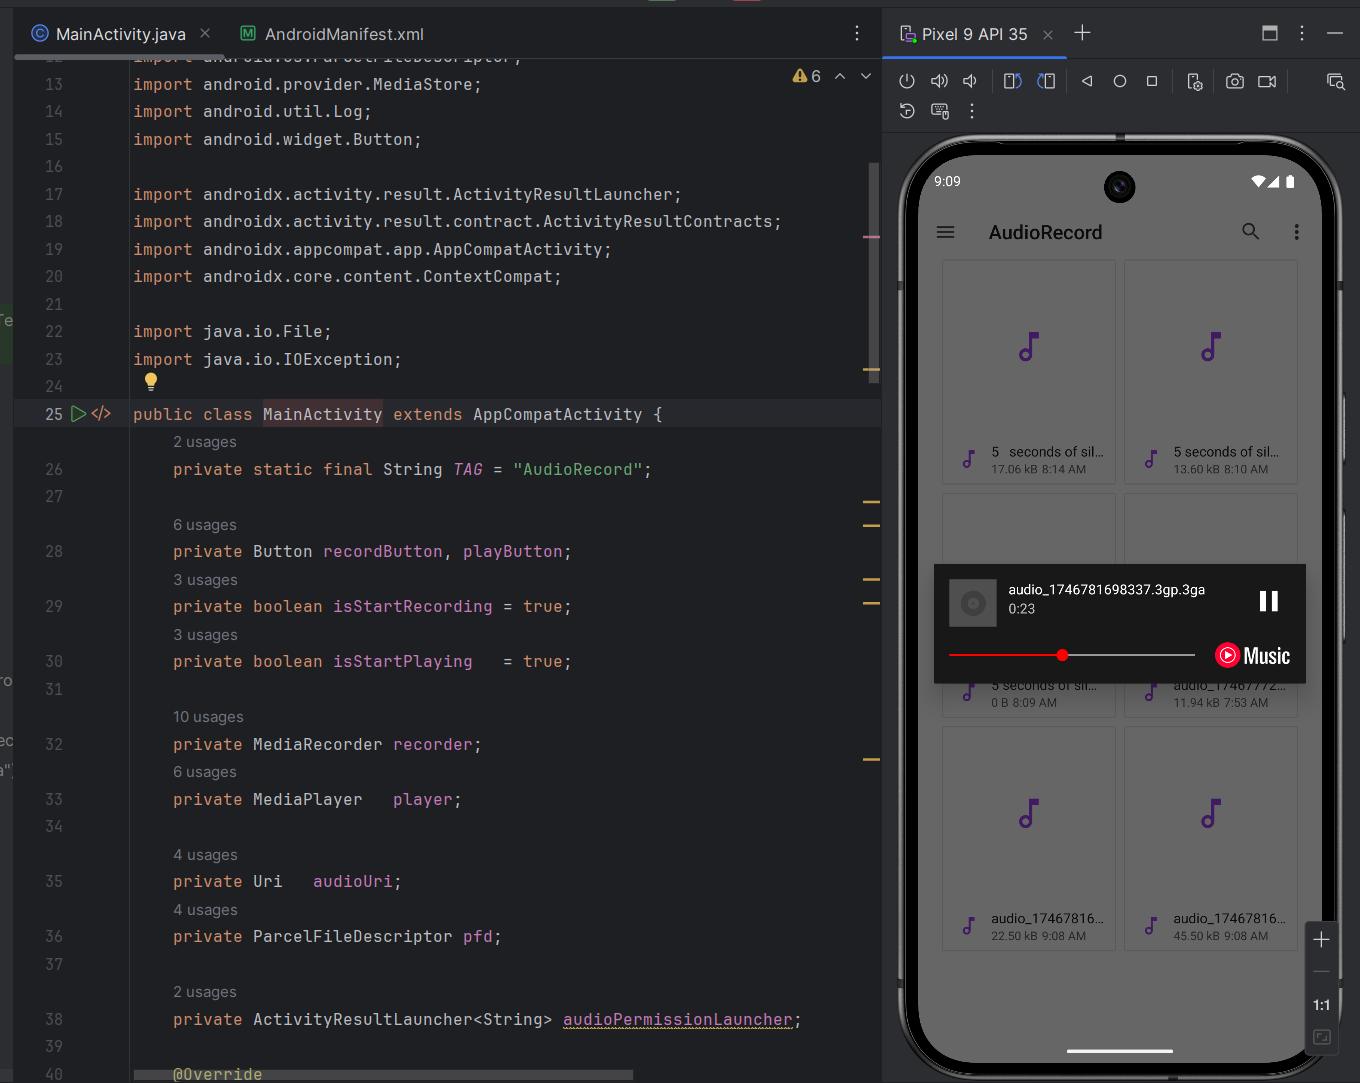 MainActivity.java
AndroidManifest.xml
6
13 import android.provider.MediaStore;
14 import android.util.Log;
15 import android.widget.Button;
16
17 import androidx.activity.result.ActivityResultLauncher;
18 import androidx.activity.result.contract.ActivityResultContracts;
19 import androidx.appcompat.app.AppCompatActivity;
20 import androidx.core.content.ContextCompat;
21
22 import java.io.File;
23 import java.io.IOException;
24
25 public class MainActivity extends AppCompatActivity {
2 usages
26 private static final String TAG = "AudioRecord";
27
6 usages
28 private Button recordButton, playButton;
3 usages
29 private boolean isStartRecording = true;
3 usages
30 private boolean isStartPlaying   = true;
31
10 usages
32 private MediaRecorder recorder;
6 usages
33 private MediaPlayer   player;
34
4 usages
35 private Uri   audioUri;
4 usages
36 private ParcelFileDescriptor pfd;
37
2 usages
38 private ActivityResultLauncher<String> audioPermissionLauncher;
39
40 @Override
Pixel 9 API 35
9:09
AudioRecord
5   seconds of sil...
17.06 kB 8:14 AM
5 seconds of sil...
13.60 kB 8:10 AM
audio_1746781698337.3gp.3ga
0:23
Music
5 seconds of sil...
0 B 8:09 AM
audio_17467772...
11.94 kB 7:53 AM
audio_17467816...
22.50 kB 9:08 AM
audio_17467816...
45.50 kB 9:08 AM
1:1